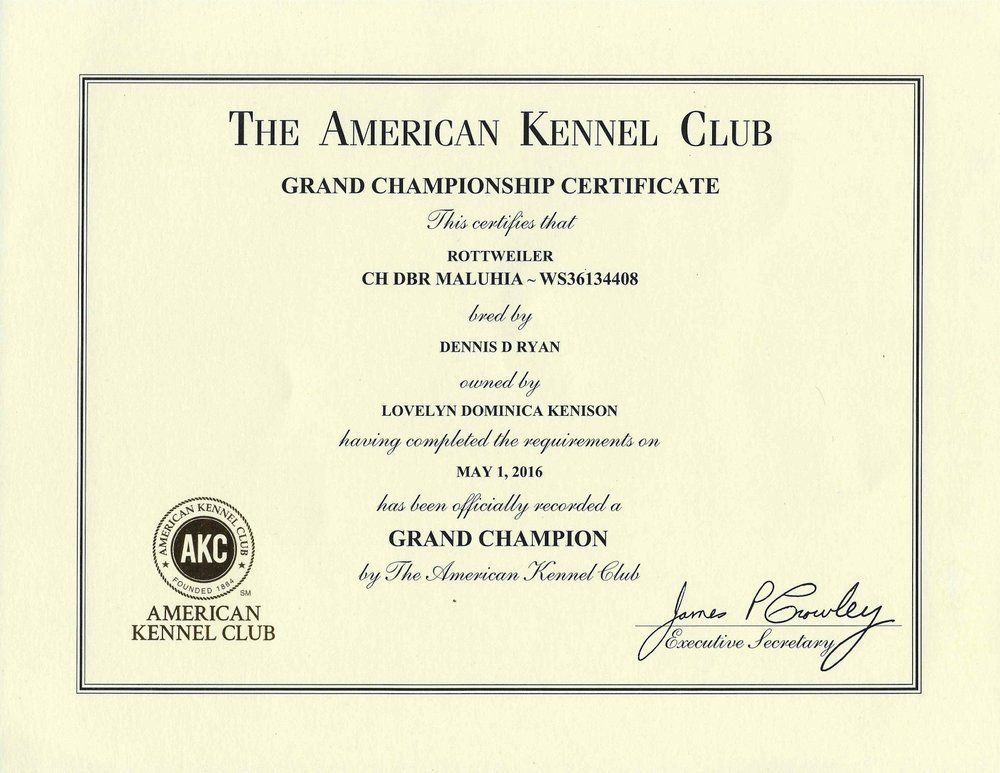 THE AMERICAN KENNEL CLUB
GRAND CHAMPIONSHIP CERTIFICATE
This certifies that
ROTTWEILER
CH DBR MALUHIA ~ WS36134408
bred by
DENNIS D RYAN
owned by
LOVELYN DOMINICA KENISON
having completed the requirements on
MAY 1, 2016
has been officially recorded a
GRAND CHAMPION
by The American Kennel Club
AMERICAN KENNEL CLUB
AKC
FOUNDED 1884
SM
AMERICAN
KENNEL CLUB
James P Crowley
Executive Secretary